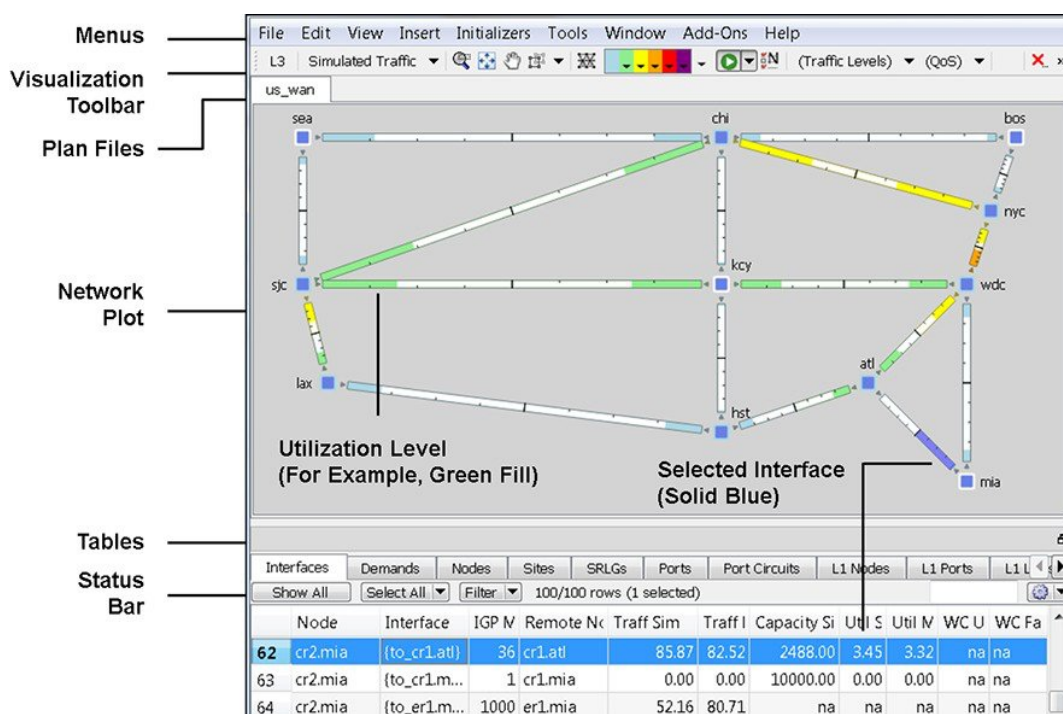 Menus
Visualization
Toolbar
Plan Files
Network
Plot
Tables
Status
Bar
File Edit View Insert Initializers Tools Window Add-Ons Help
L3 Simulated Traffic (Traffic Levels) (QoS)
us_wan
sea chi bos
nyc
sjc kcy wdc
lax atl
hst
mia
Utilization Level
(For Example, Green Fill)
Selected Interface
(Solid Blue)
Interfaces Demands Nodes Sites SRLGs Ports Port Circuits L1 Nodes L1 Ports L1 L
Show All Select All Filter 100/100 rows (1 selected)
Node Interface IGP M Remote No Traff Sim Traff Capacity Si Util S Util M WC U WC Fa
62 cr2.mia {to_cr1.atl} 36 cr1.atl 85.87 82.52 2488.00 3.45 3.32 na na
63 cr2.mia {to_cr1.m... 1 cr1.mia 0.00 0.00 10000.00 0.00 0.00 na na
64 cr2.mia {to_er1.m... 1000 er1.mia 52.16 80.71 na na na na na